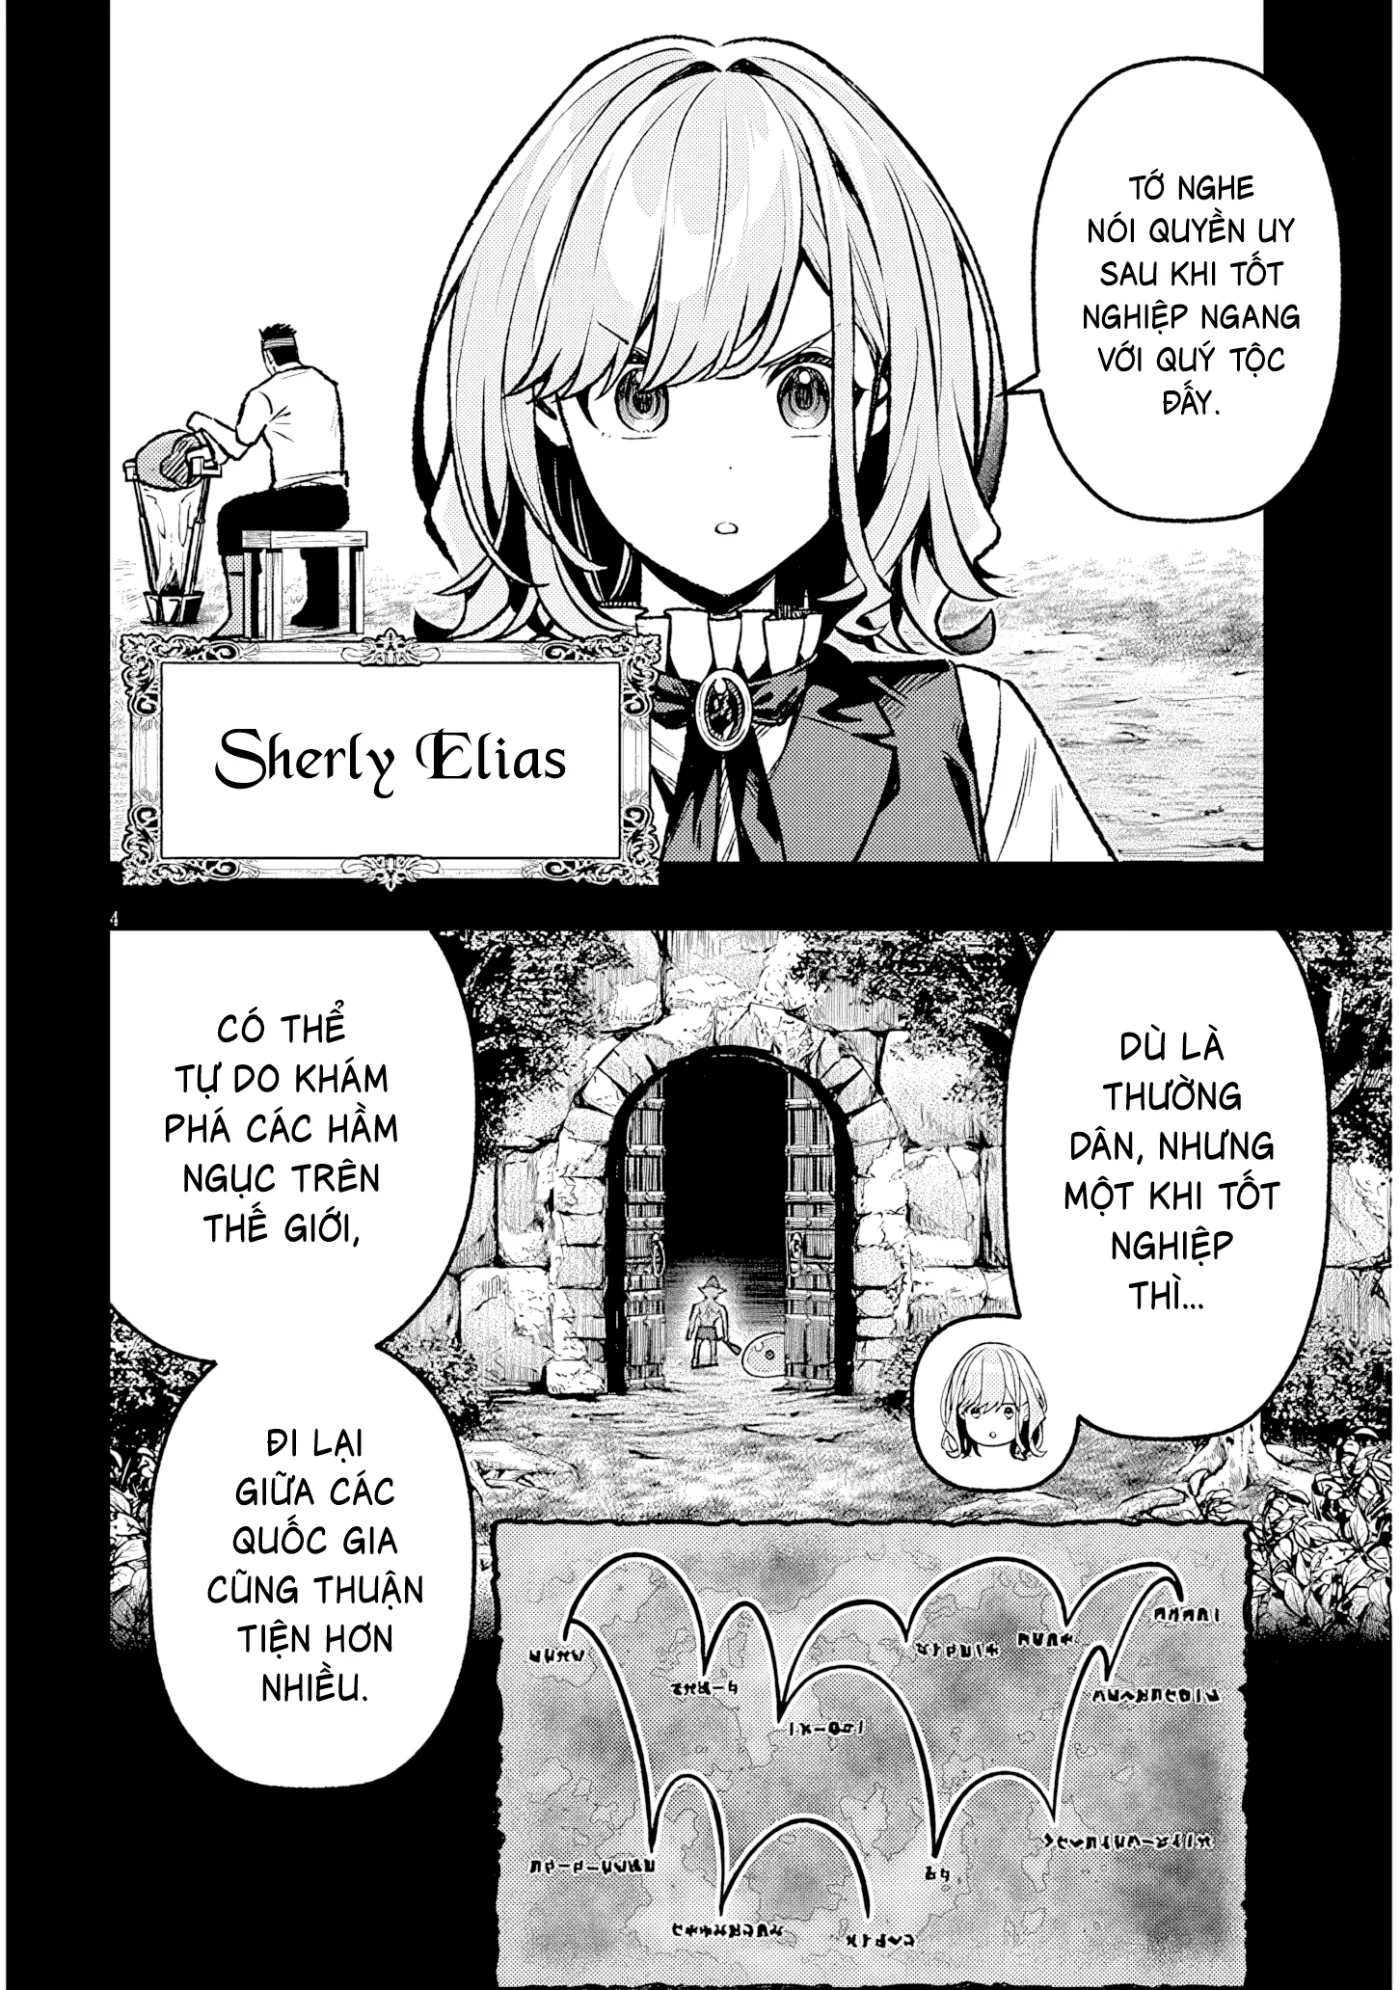 TỚ NGHE
NÓI QUYỀN UY
SAU KHI TỐT
NGHIỆP NGANG
VỚI QUÝ TỘC
ĐẤY.
Sherly Elias
4
DÙ LÀ
THƯỜNG
DÂN, NHƯNG
MỘT KHI TỐT
NGHIỆP
THÌ...
CÓ THỂ
TỰ DO KHÁM
PHÁ CÁC HẦM
NGỤC TRÊN
THẾ GIỚI,
ĐI LẠI
GIỮA CÁC
QUỐC GIA
CŨNG THUẬN
TIỆN HƠN
NHIỀU.